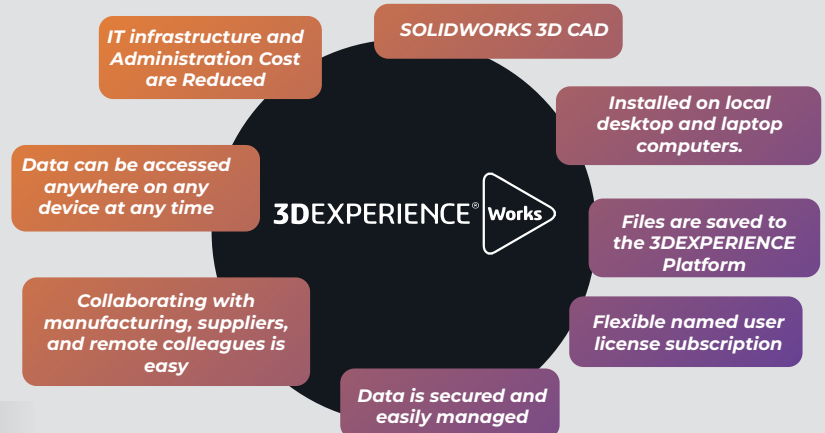 SOLIDWORKS 3D CAD
IT infrastructure and
Administration Cost
are Reduced
Installed on local
desktop and laptop
computers.
Data can be accessed
anywhere on any
device at any time
3DEXPERIENCE® Works
Files are saved to
the 3DEXPERIENCE
Platform
Collaborating with
manufacturing, suppliers,
and remote colleagues is
easy
Flexible named user
license subscription
Data is secured and
easily managed